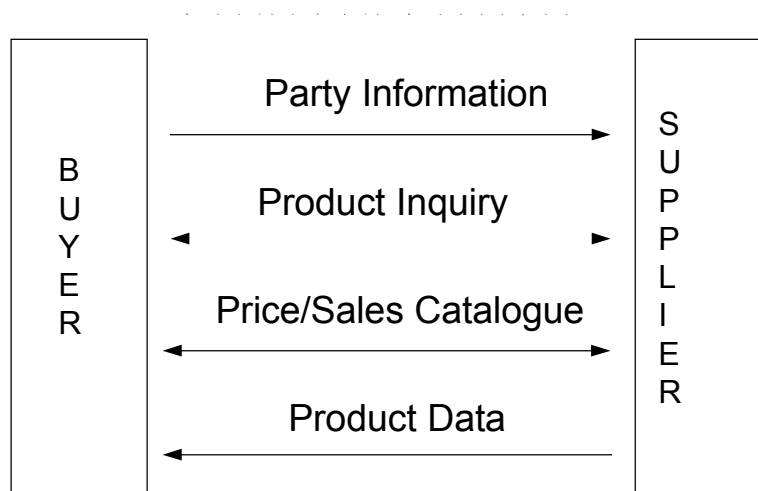 Party Information
Product Inquiry
Price/Sales Catalogue
Product Data
BUYER
SUPPLIER